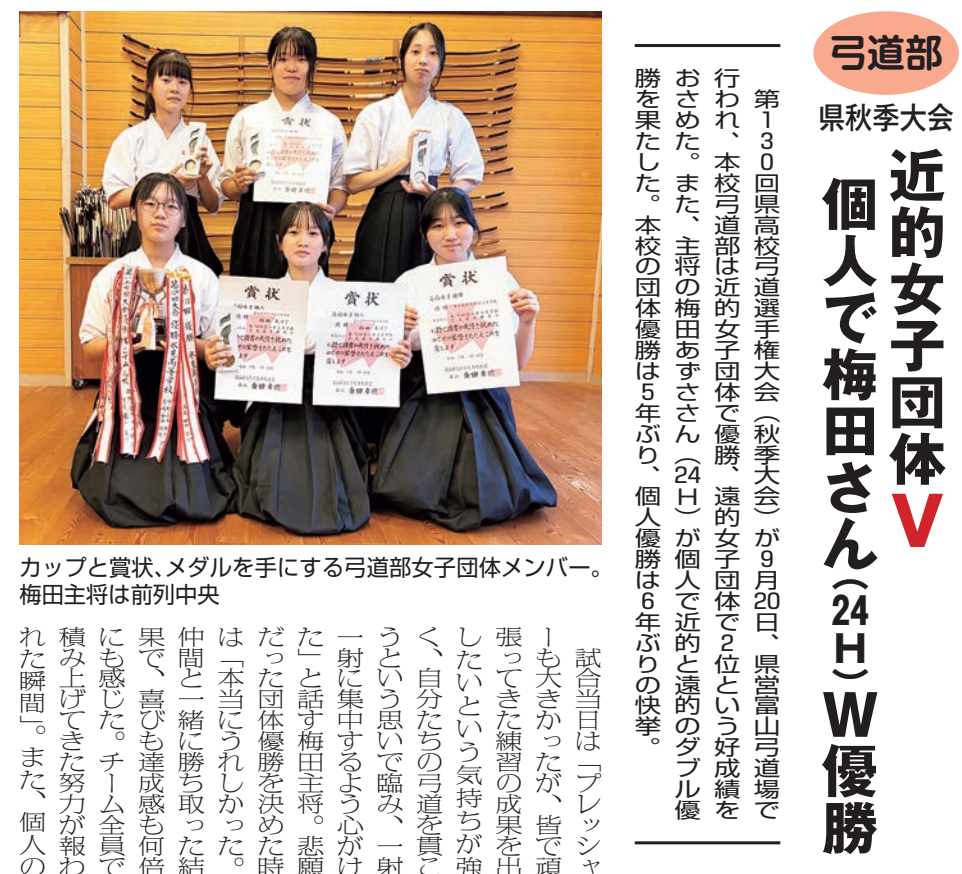 弓道部
県秋季大会
近的女子団体V
個人で梅田さん(24H)W優勝
第130回県高校弓道選手権大会(秋季大会)が9月20日、県営富山弓道場で
行われ、本校弓道部は近的女子団体で優勝、遠的女子団体で2位という好成績を
おさめた。また、主将の梅田あずささん(24H)が個人で近的と遠的のダブル優
勝を果たした。本校の団体優勝は5年ぶり、個人優勝は6年ぶりの快挙。
賞状
賞状
賞状
賞状
カップと賞状、メダルを手にする弓道部女子団体メンバー。
梅田主将は前列中央
試合当日は「プレッシャ
ーも大きかったが、皆で頑
張ってきた練習の成果を出
したいという気持ちが強
く、自分たちの弓道を貫こ
うという思いで臨み、一射
一射に集中するよう心がけ
た」と話す梅田主将。悲願
だった団体優勝を決めた時
は「本当にうれしかった。
仲間と一緒に勝ち取った結
果で、喜びも達成感も何倍
にも感じた。チーム全員で
積み上げてきた努力が報わ
れた瞬間」。また、個人の